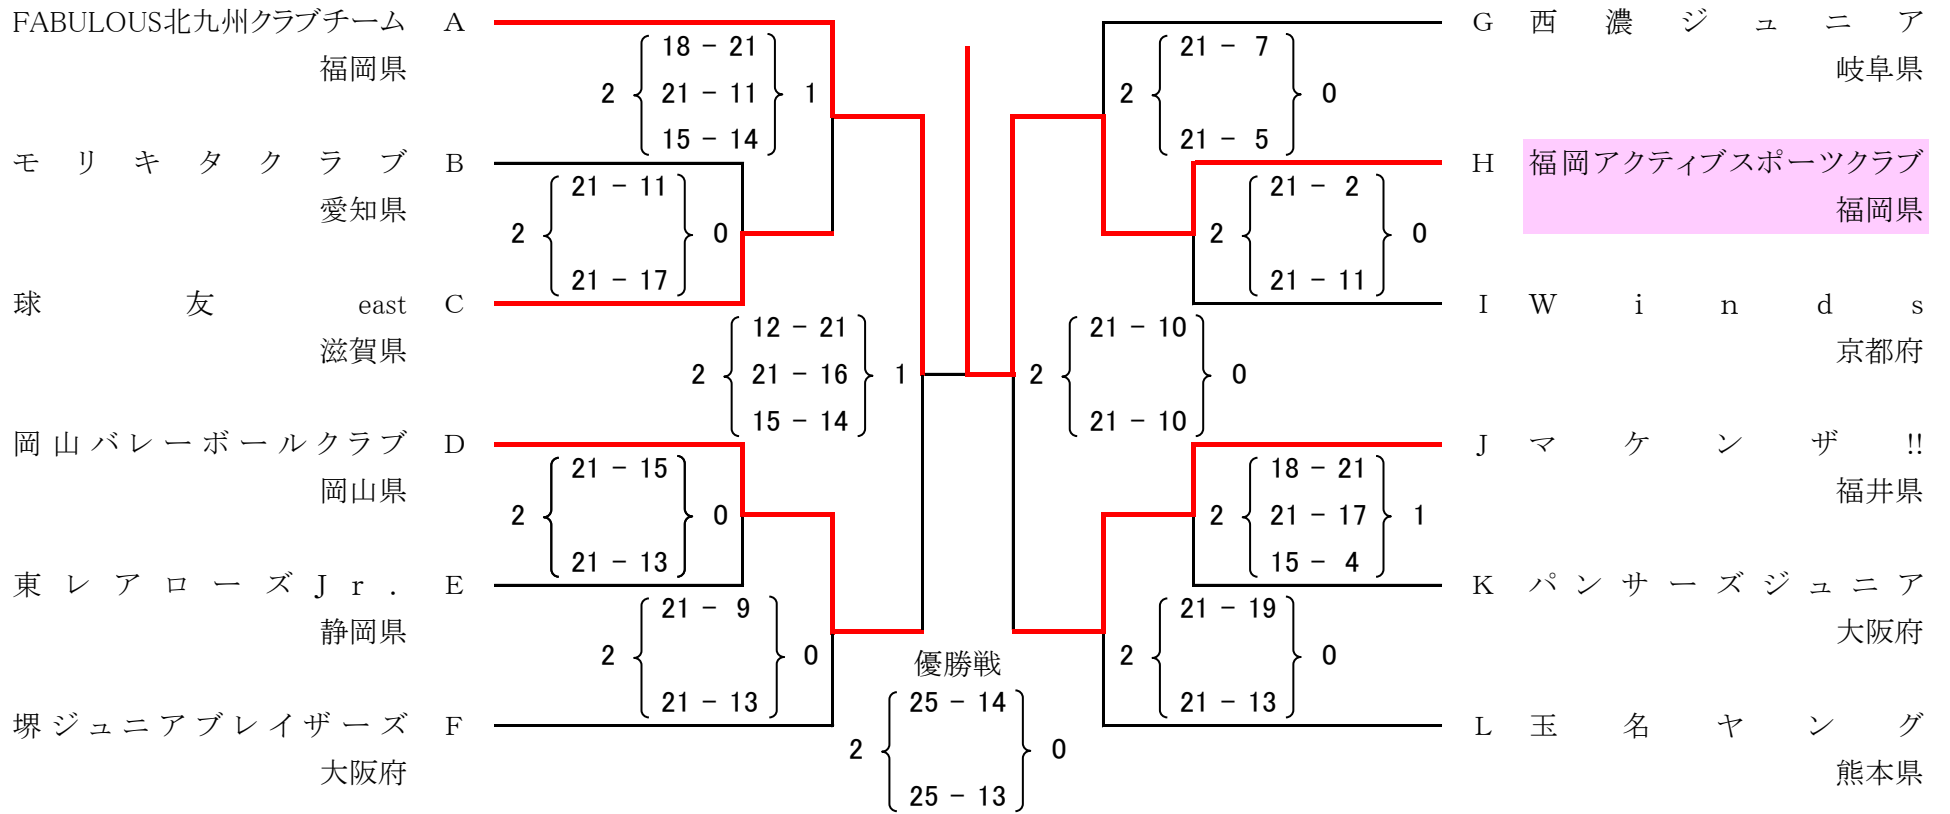 FABULOUS北九州クラブチーム A
福岡県
2 18 - 21 1
21 - 11
15 - 14
モリキタクラブ B
愛知県
2 21 - 11 0
21 - 17
球友east C
滋賀県
2 12 - 21 1
21 - 16
15 - 14
岡山バレーボールクラブ D
岡山県
2 21 - 15 0
21 - 13
東レアローズJr. E
静岡県
2 21 - 9 0
21 - 13
堺ジュニアブレイザーズ F
大阪府
優勝戦
2 25 - 14 0
25 - 13
G 西濃ジュニア
岐阜県
2 21 - 7 0
21 - 5
H 福岡アクティブスポーツクラブ
福岡県
2 21 - 2 0
21 - 11
I Winds
京都府
2 21 - 10 0
21 - 10
J マケンザ!!
福井県
2 18 - 21 1
21 - 17
15 - 4
K パンサーズジュニア
大阪府
2 21 - 19 0
21 - 13
L 玉名ヤング
熊本県